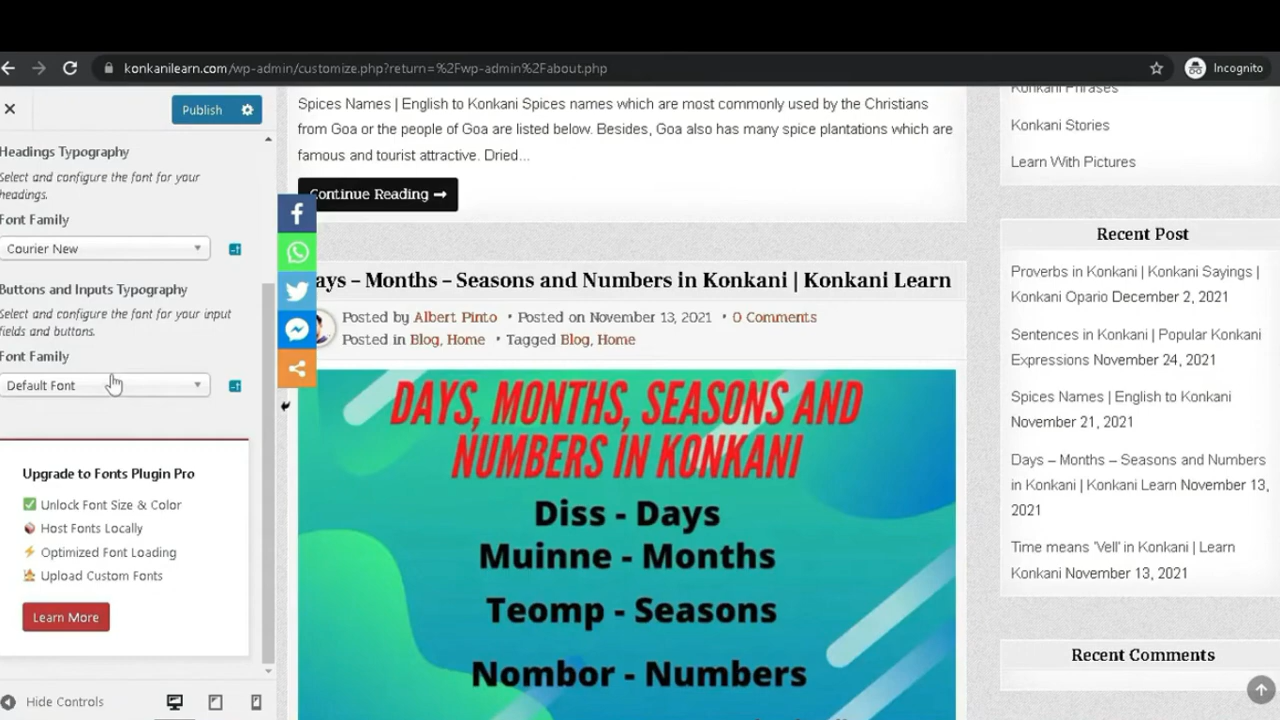 konkanilearn.com/wp-admin/customize.php?return=%2Fwp-admin%2Fabout.php
Incognito
Publish
Headings Typography
Select and configure the font for your
headings.
Font Family
Courier New
Buttons and Inputs Typography
Select and configure the font for your input
fields and buttons.
Font Family
Default Font
Upgrade to Fonts Plugin Pro
Unlock Font Size & Color
Host Fonts Locally
Optimized Font Loading
Upload Custom Fonts
Learn More
Hide Controls
Spices Names | English to Konkani Spices names which are most commonly used by the Christians
from Goa or the people of Goa are listed below. Besides, Goa also has many spice plantations which are
famous and tourist attractive. Dried...
Continue Reading →
ays – Months – Seasons and Numbers in Konkani | Konkani Learn
Posted by Albert Pinto • Posted on November 13, 2021 • 0 Comments
Posted in Blog, Home • Tagged Blog, Home
DAYS, MONTHS, SEASONS AND
NUMBERS IN KONKANI
Diss - Days
Muinne - Months
Teomp - Seasons
Nombor - Numbers
Konkani Phrases
Konkani Stories
Learn With Pictures
Recent Post
Proverbs in Konkani | Konkani Sayings |
Konkani Opario December 2, 2021
Sentences in Konkani | Popular Konkani
Expressions November 24, 2021
Spices Names | English to Konkani
November 21, 2021
Days – Months – Seasons and Numbers
in Konkani | Konkani Learn November 13,
2021
Time means 'Vell' in Konkani | Learn
Konkani November 13, 2021
Recent Comments